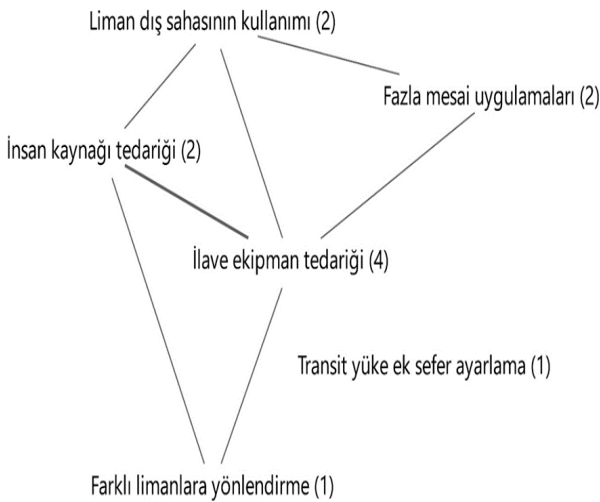 Liman dış sahasının kullanımı (2)
Fazla mesai uygulamaları (2)
İnsan kaynağı tedariği (2)
İlave ekipman tedariği (4)
Transit yüke ek sefer ayarlama (1)
Farklı limanlara yönlendirme (1)